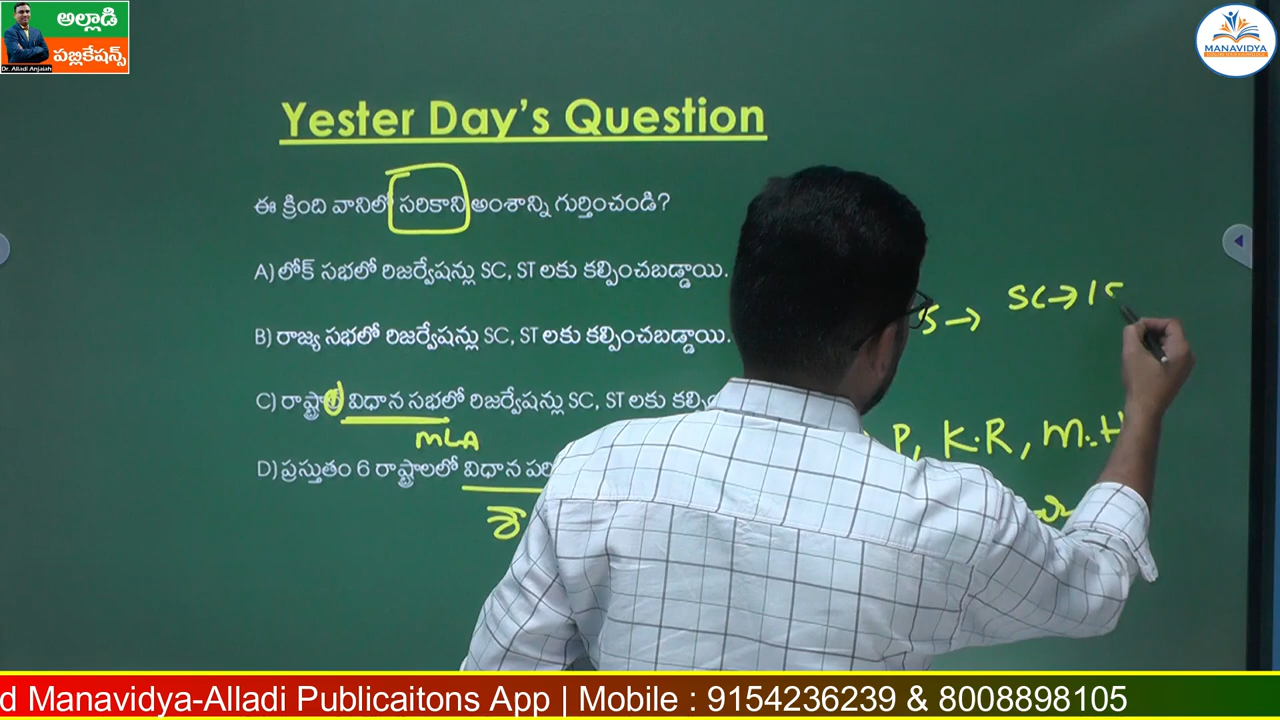 అల్లాడి
పబ్లికేషన్స్
Dr. Alladi Anjaiah
MANAVIDYA
Yester Day's Question
ఈ క్రింది వానిలో సరికాని అంశాన్ని గుర్తించండి?
A) లోక్ సభలో రిజర్వేషన్లు SC, ST లకు కల్పించబడ్డాయి.
SC→15
5→
B) రాజ్య సభలో రిజర్వేషన్లు SC, ST లకు కల్పించబడ్డాయి.
C) రాష్ట్రాల విధాన సభలో రిజర్వేషన్లు SC, ST లకు
MLA
P, K.R, M.H
D) ప్రస్తుతం 6 రాష్ట్రాలలో విధాన
శా
d Manavidya-Alladi Publicaitons App | Mobile : 9154236239 & 8008898105